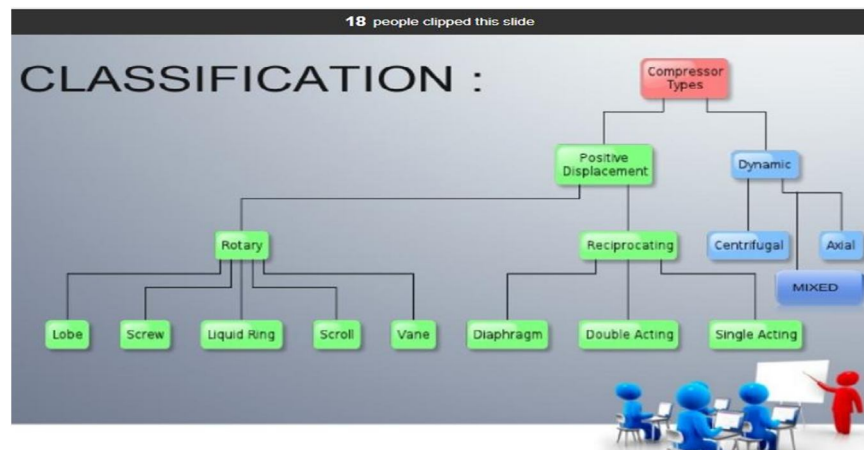 18 people clipped this slide
CLASSIFICATION :
Compressor
Types
Positive
Displacement
Dynamic
Rotary
Reciprocating
Centrifugal
Axial
MIXED
Lobe
Screw
Liquid Ring
Scroll
Vane
Diaphragm
Double Acting
Single Acting